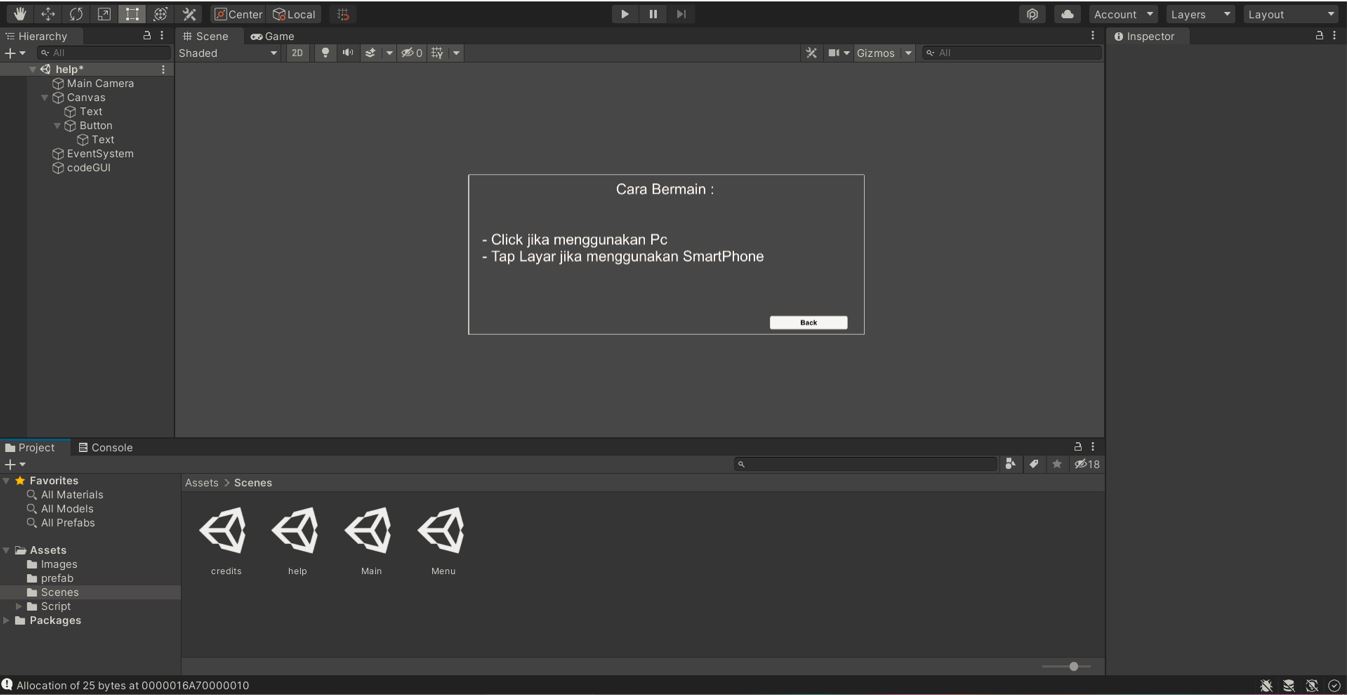 Center Local Account Layers Layout
Hierarchy Scene Game Inspector
All Shaded 2D 0 Gizmos All
help*
Main Camera
Canvas
Text
Button
Text
EventSystem
codeGUI
Cara Bermain :
- Click jika menggunakan Pc
- Tap Layar jika menggunakan SmartPhone
Back
Project Console
18
Favorites
All Materials
All Models
All Prefabs
Assets
Images
prefab
Scenes
Script
Packages
Assets > Scenes
credits help Main Menu
Allocation of 25 bytes at 0000016A70000010